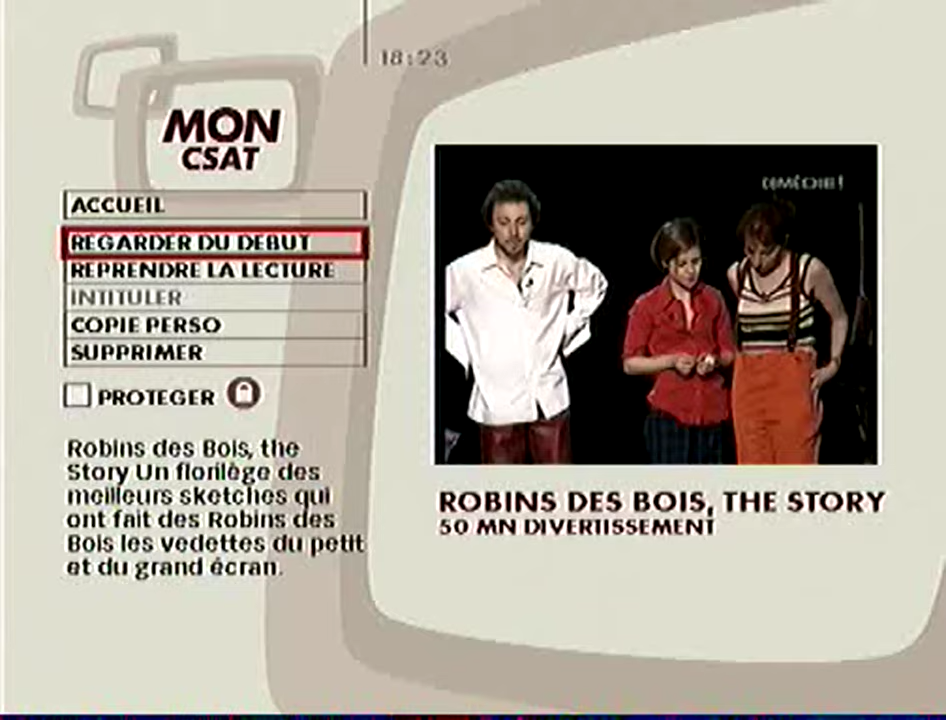 18:23
MON
CSAT
ACCUEIL
REGARDER DU DEBUT
REPRENDRE LA LECTURE
INTITULER
COPIE PERSO
SUPPRIMER
PROTEGER
Robins des Bois, the
Story Un florilège des
meilleurs sketches qui
ont fait des Robins des
Bois les vedettes du petit
et du grand écran.
COMÉDIE!
ROBINS DES BOIS, THE STORY
50 MN DIVERTISSEMENT